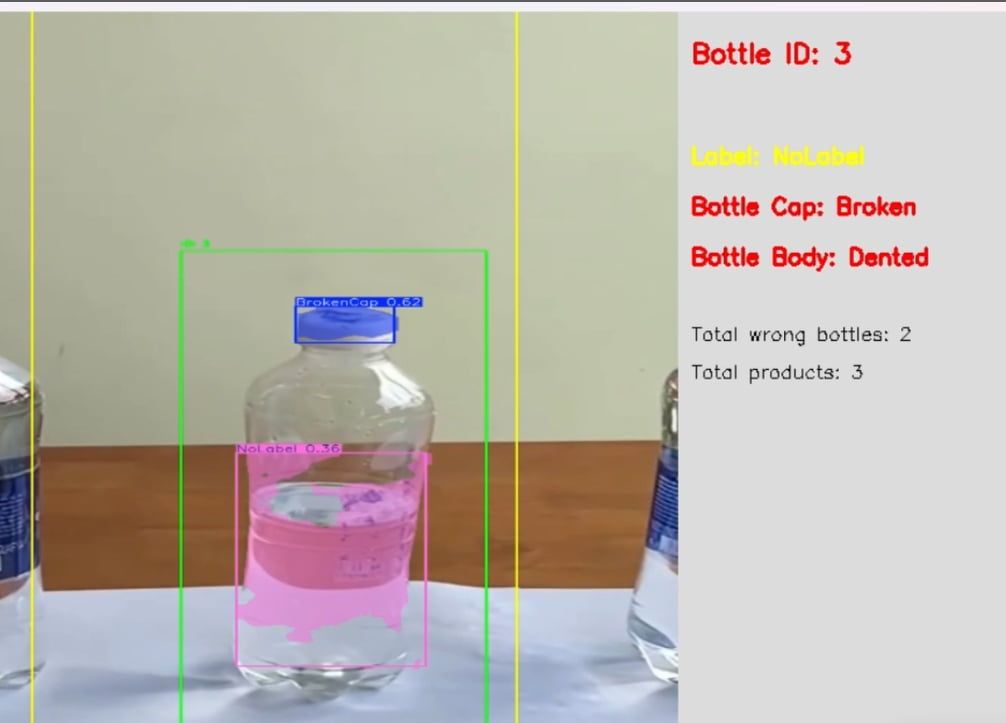 Bottle ID: 3
Label: NoLabel
Bottle Cap: Broken
Bottle Body: Dented
Total wrong bottles: 2
Total products: 3
BrokenCap 0.62
NoLabel 0.36